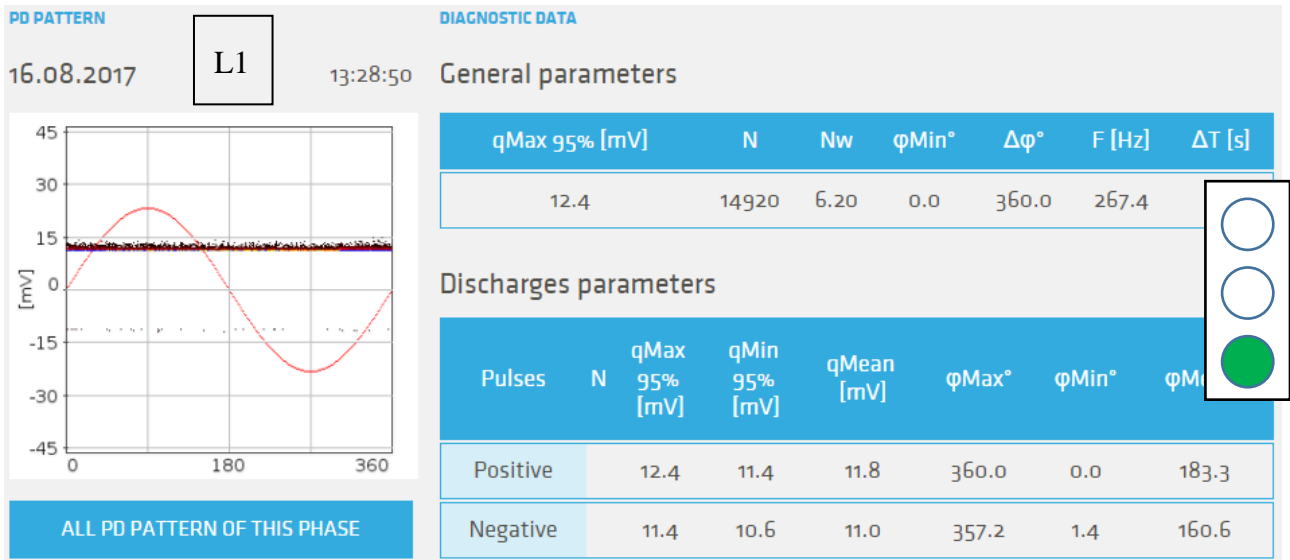 PD PATTERN
16.08.2017 L1 13:28:50
45
30
15
0
-15
-30
-45
[mV]
0 180 360
ALL PD PATTERN OF THIS PHASE
DIAGNOSTIC DATA
General parameters
qMax 95% [mV] N Nw φMin° Δφ° F [Hz] ΔT [s]
12.4 14920 6.20 0.0 360.0 267.4
Discharges parameters
Pulses N qMax 95% [mV] qMin 95% [mV] qMean [mV] φMax° φMin°
Positive 12.4 11.4 11.8 360.0 0.0 183.3
Negative 11.4 10.6 11.0 357.2 1.4 160.6